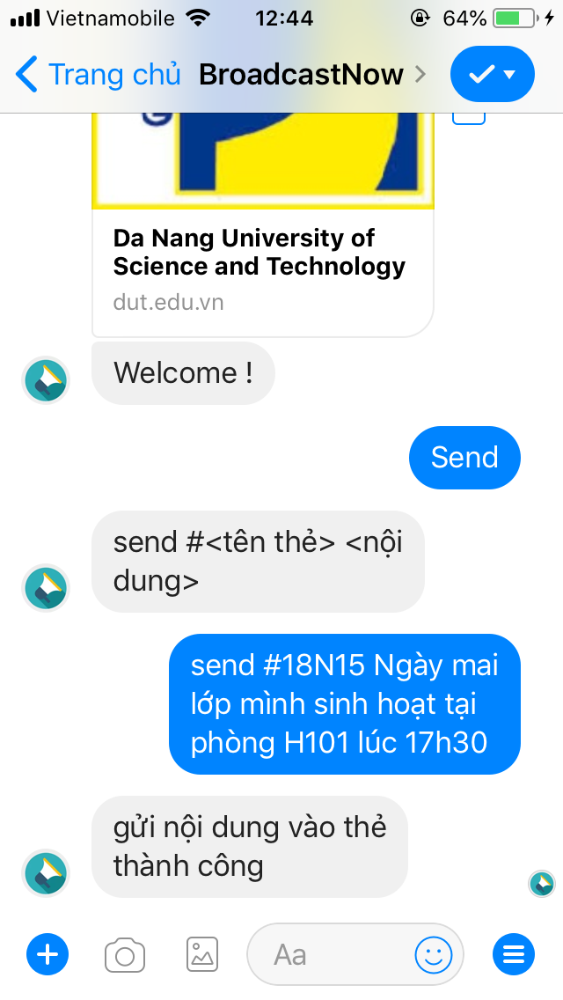 Vietnamobile 12:44 64%
Trang chủ BroadcastNow
Da Nang University of
Science and Technology
dut.edu.vn
Welcome !
Send
send #<tên thẻ> <nội
dung>
send #18N15 Ngày mai
lớp mình sinh hoạt tại
phòng H101 lúc 17h30
gửi nội dung vào thẻ
thành công
Aa